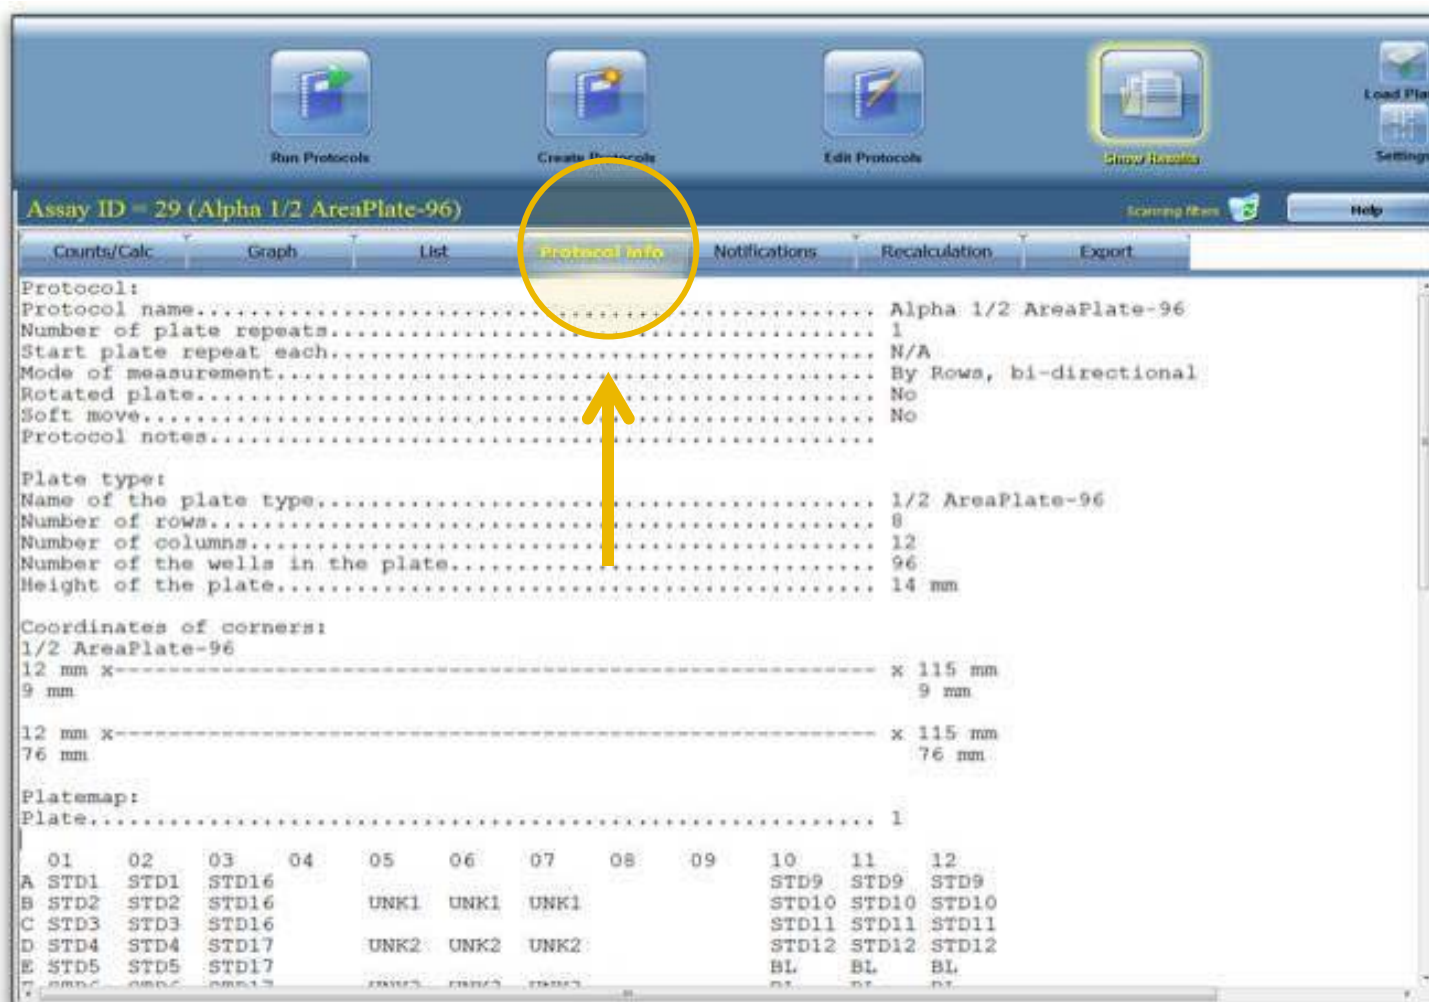 Run Protocols
Create Protocols
Edit Protocols
Show Results
Load Pla
Settings
Assay ID = 29 (Alpha 1/2 AreaPlate-96)
Scanning filters
Help
Counts/Calc Graph List Protocol info Notifications Recalculation Export
Protocol:
Protocol name.................................................. Alpha 1/2 AreaPlate-96
Number of plate repeats........................................ 1
Start plate repeat each........................................ N/A
Mode of measurement............................................ By Rows, bi-directional
Rotated plate.................................................. No
Soft move...................................................... No
Protocol notes.................................................
Plate type:
Name of the plate type......................................... 1/2 AreaPlate-96
Number of rows................................................. 8
Number of columns.............................................. 12
Number of the wells in the plate............................... 96
Height of the plate............................................ 14 mm
Coordinates of corners:
1/2 AreaPlate-96
12 mm x-------------------------------------------------------- x 115 mm
9 mm 9 mm
12 mm x-------------------------------------------------------- x 115 mm
76 mm 76 mm
Platemap:
Plate.......................................................... 1
01 02 03 04 05 06 07 08 09 10 11 12
A STD1 STD1 STD16 STD9 STD9 STD9
B STD2 STD2 STD16 UNK1 UNK1 UNK1 STD10 STD10 STD10
C STD3 STD3 STD16 STD11 STD11 STD11
D STD4 STD4 STD17 UNK2 UNK2 UNK2 STD12 STD12 STD12
E STD5 STD5 STD17 BL BL BL